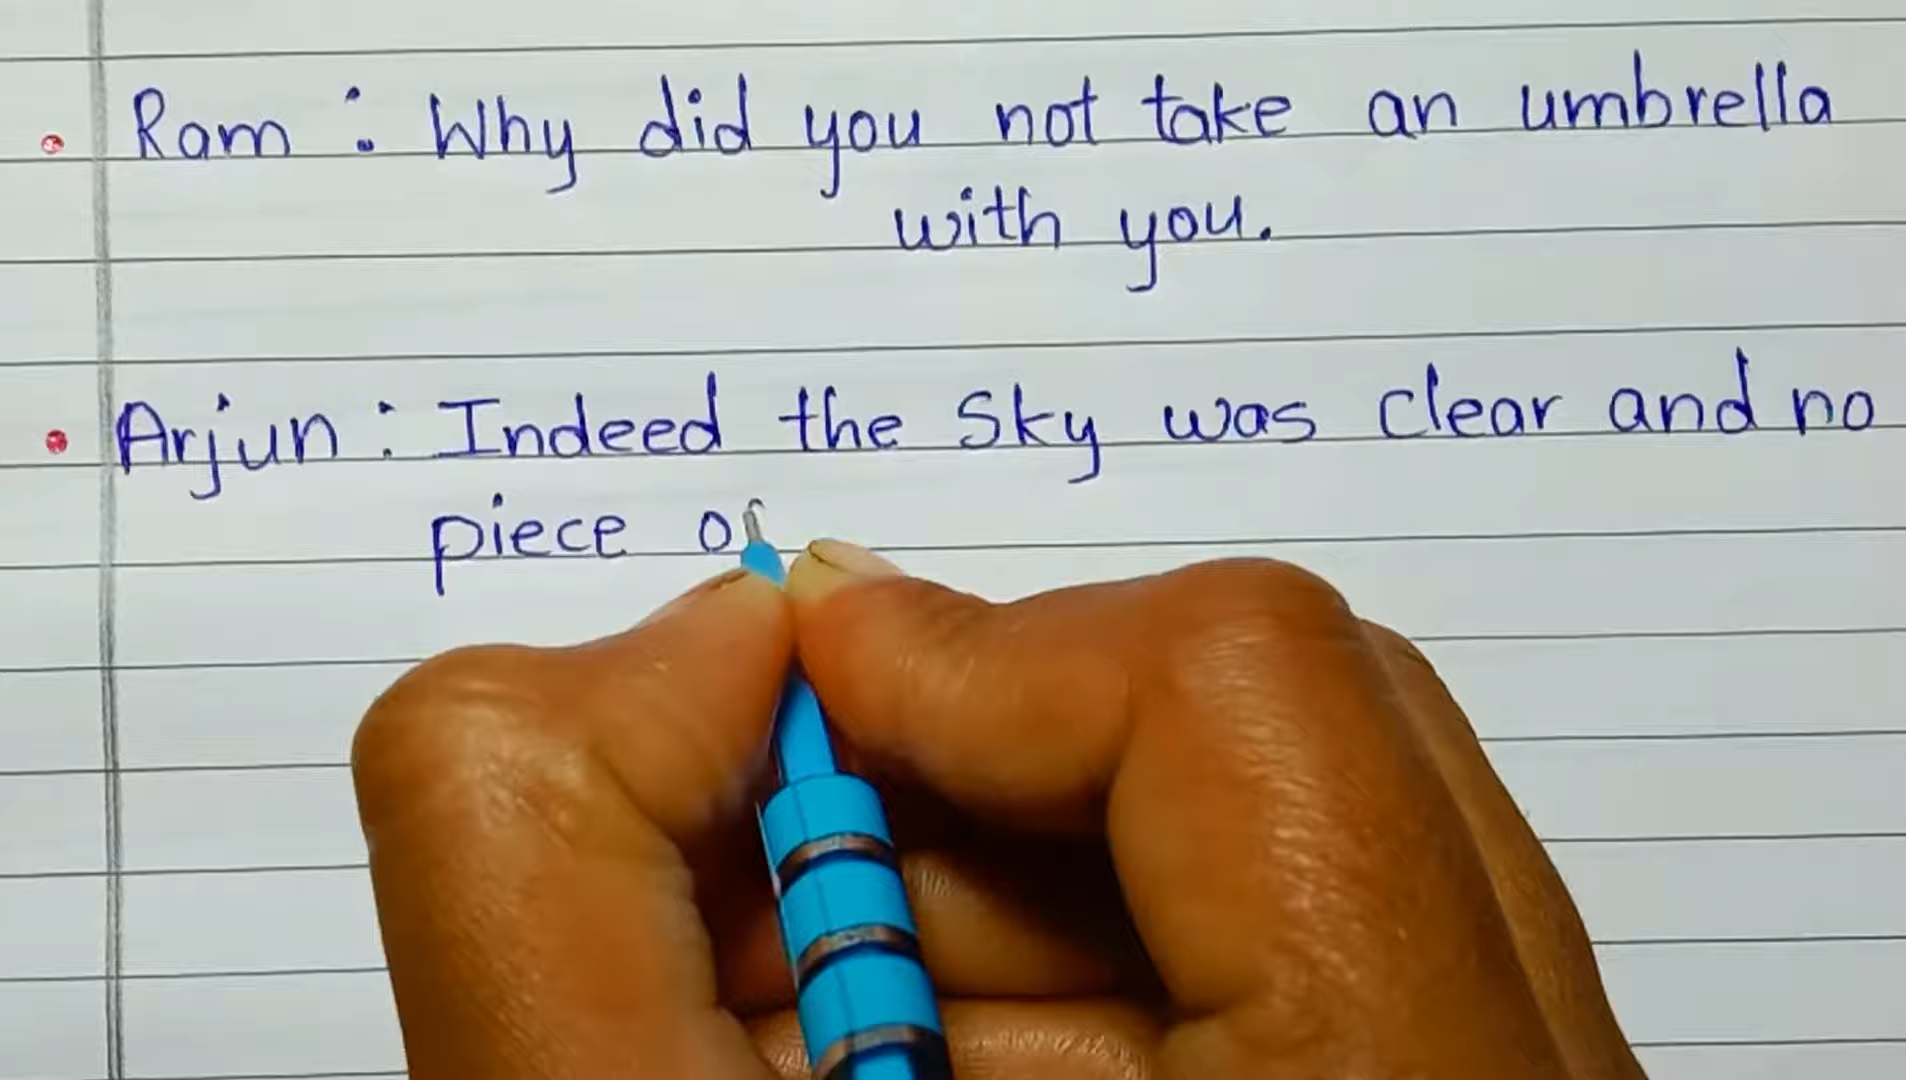 Ram : Why did you not take an umbrella
with you.
Arjun : Indeed the Sky was clear and no
piece of